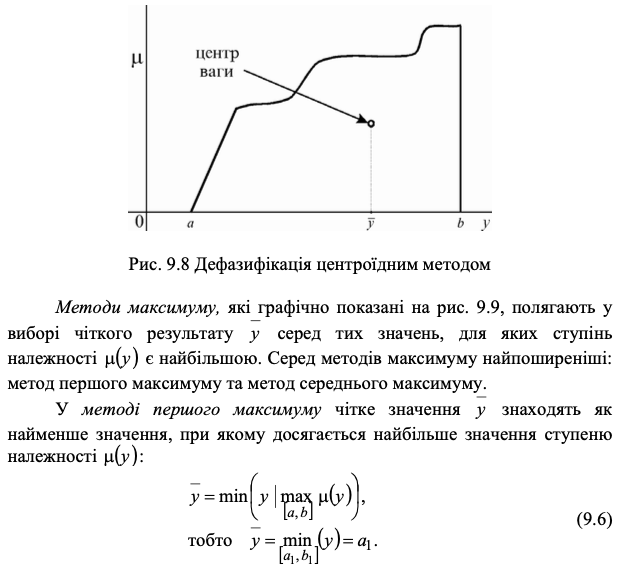 μ
центр
ваги
0 a y̅ b y
Рис. 9.8 Дефазифікація центроїдним методом
Методи максимуму, які графічно показані на рис. 9.9, полягають у
виборі чіткого результату y̅ серед тих значень, для яких ступінь
належності μ(y) є найбільшою. Серед методів максимуму найпоширеніші:
метод першого максимуму та метод середнього максимуму.
У методі першого максимуму чітке значення y̅ знаходять як
найменше значення, при якому досягається найбільше значення ступеню
належності μ(y):
y̅ = min(y | max μ(y)),
[a, b]
(9.6)
тобто y̅ = min (y) = a₁.
[a₁, b₁]